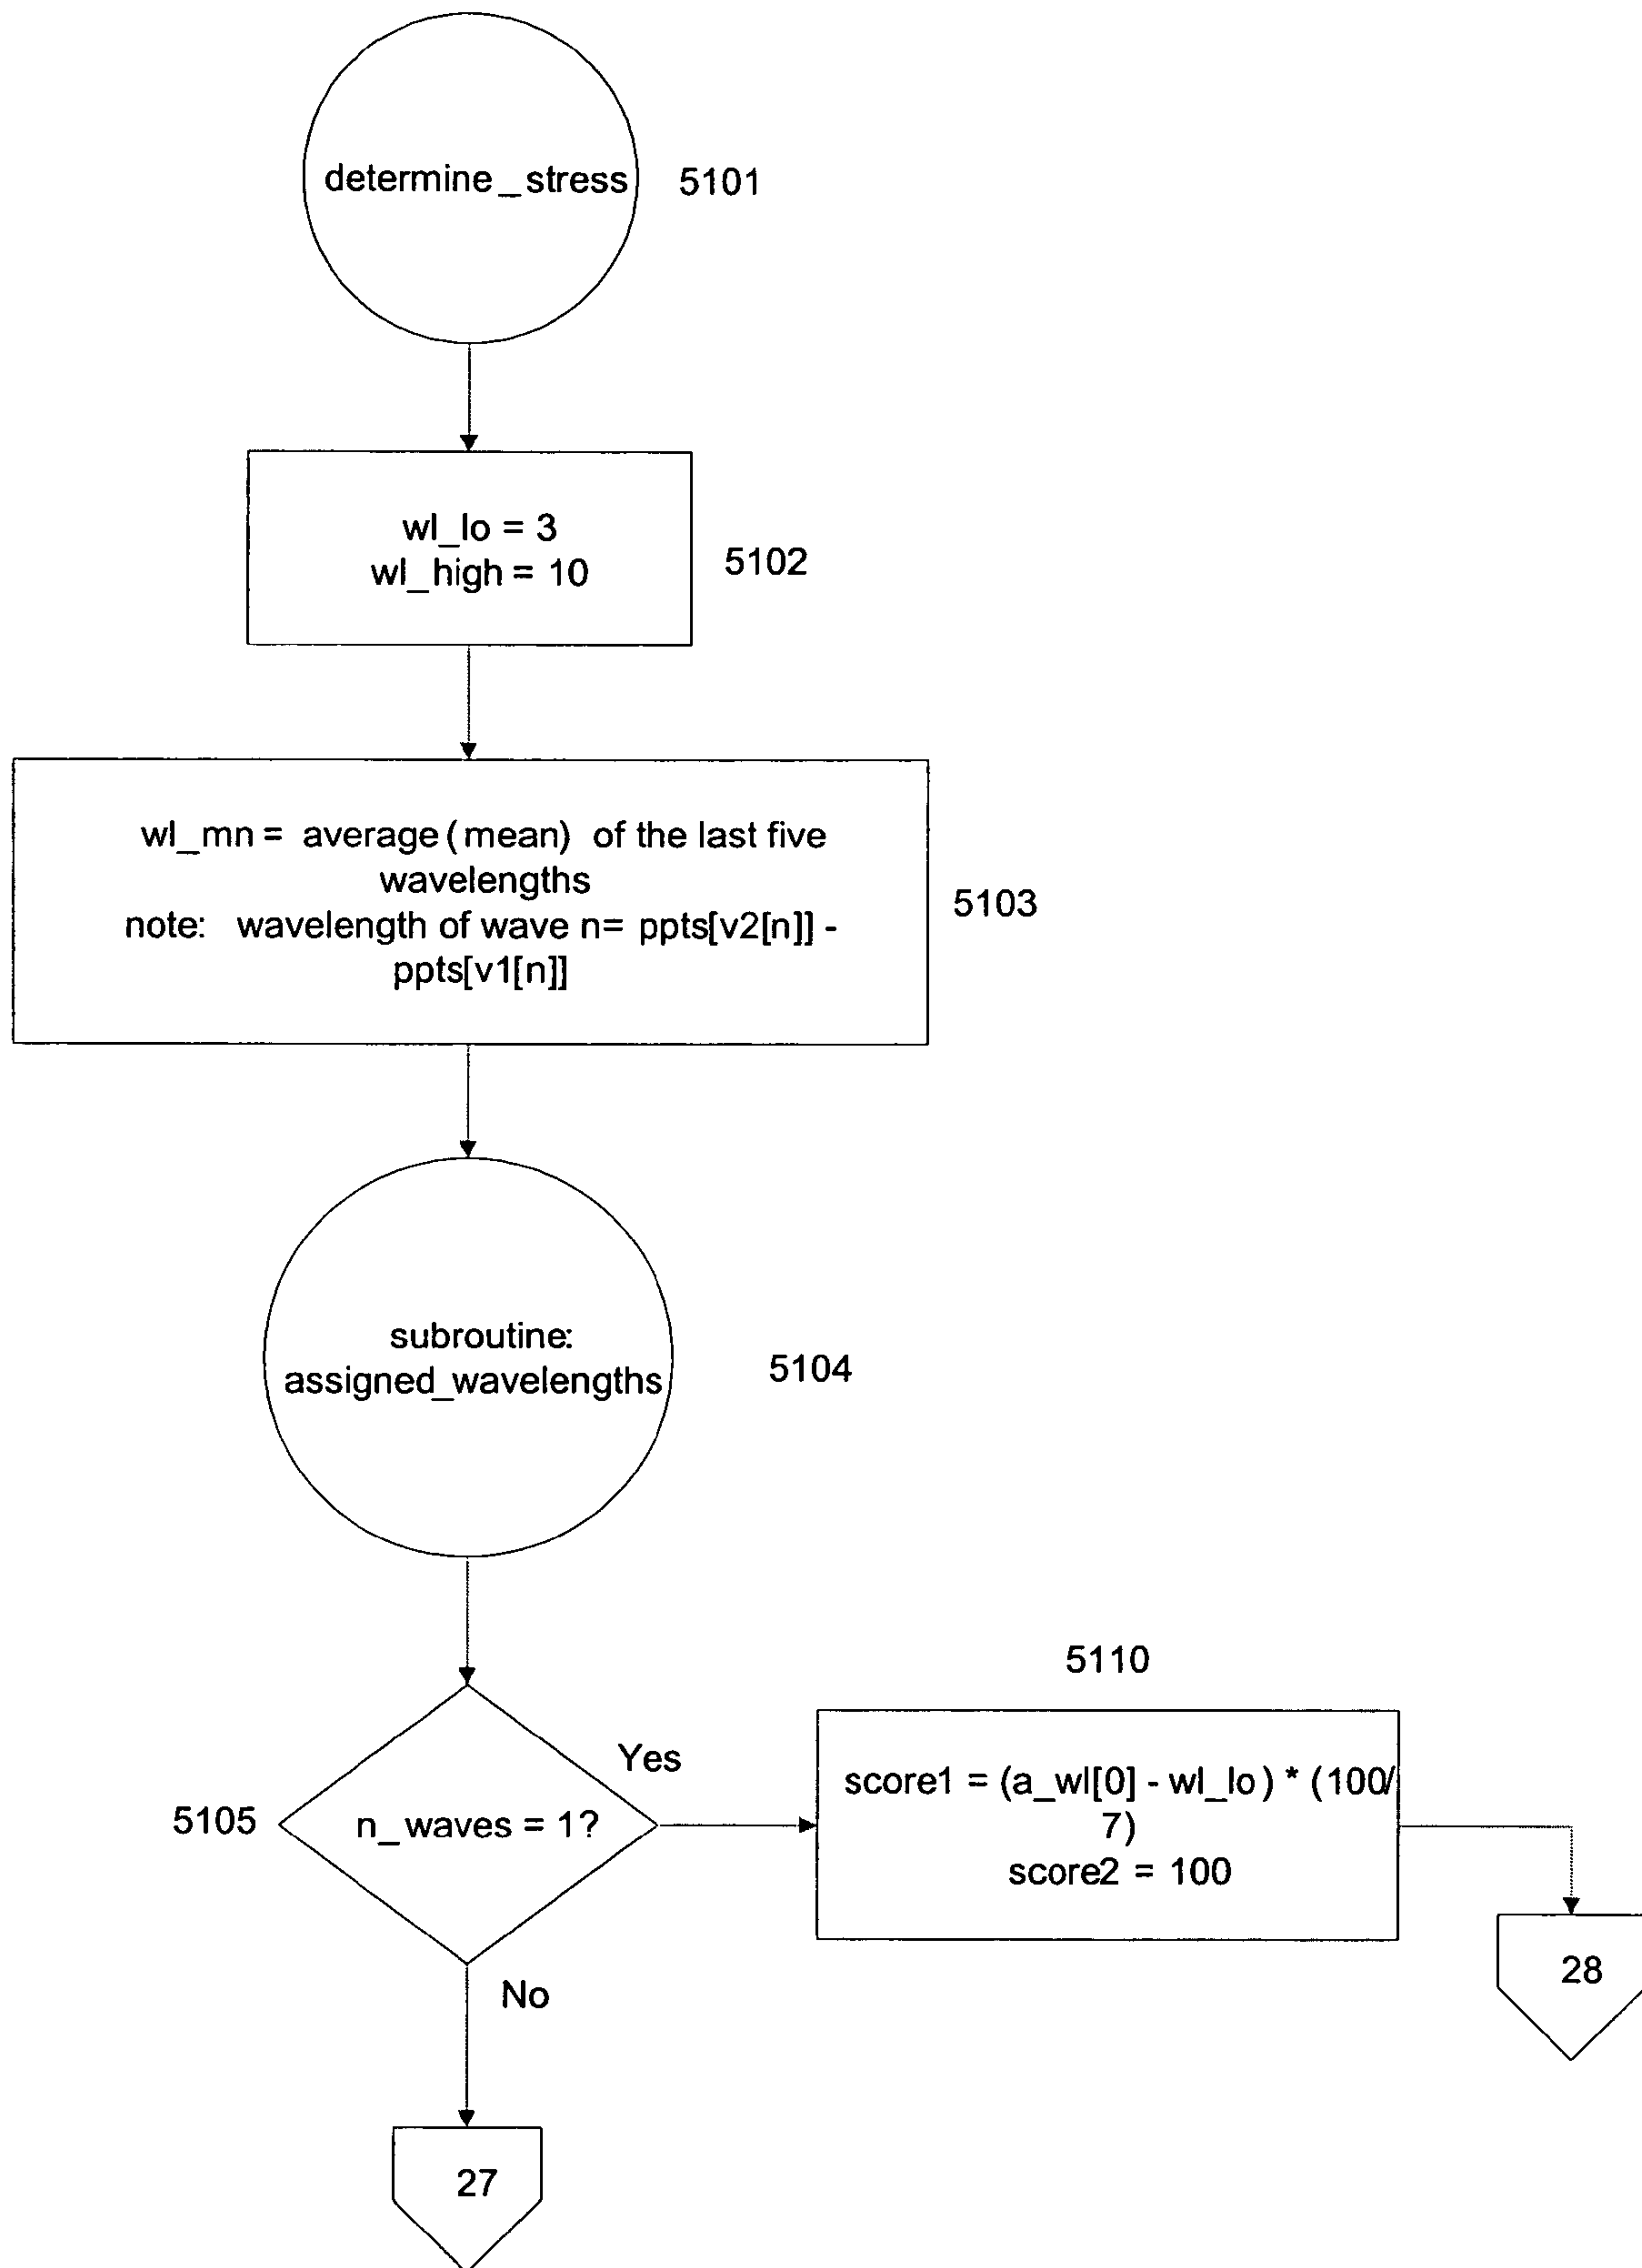 determine_stress
5101
wl_lo = 3
wl_high = 10
5102
wl_mn = average (mean) of the last five
wavelengths
note: wavelength of wave n= ppts[v2[n]] -
ppts[v1[n]]
5103
subroutine:
assigned_wavelengths
5104
5105
n_waves = 1?
Yes
No
5110
score1 = (a_wl[0] - wl_lo) * (100/
7)
score2 = 100
28
27